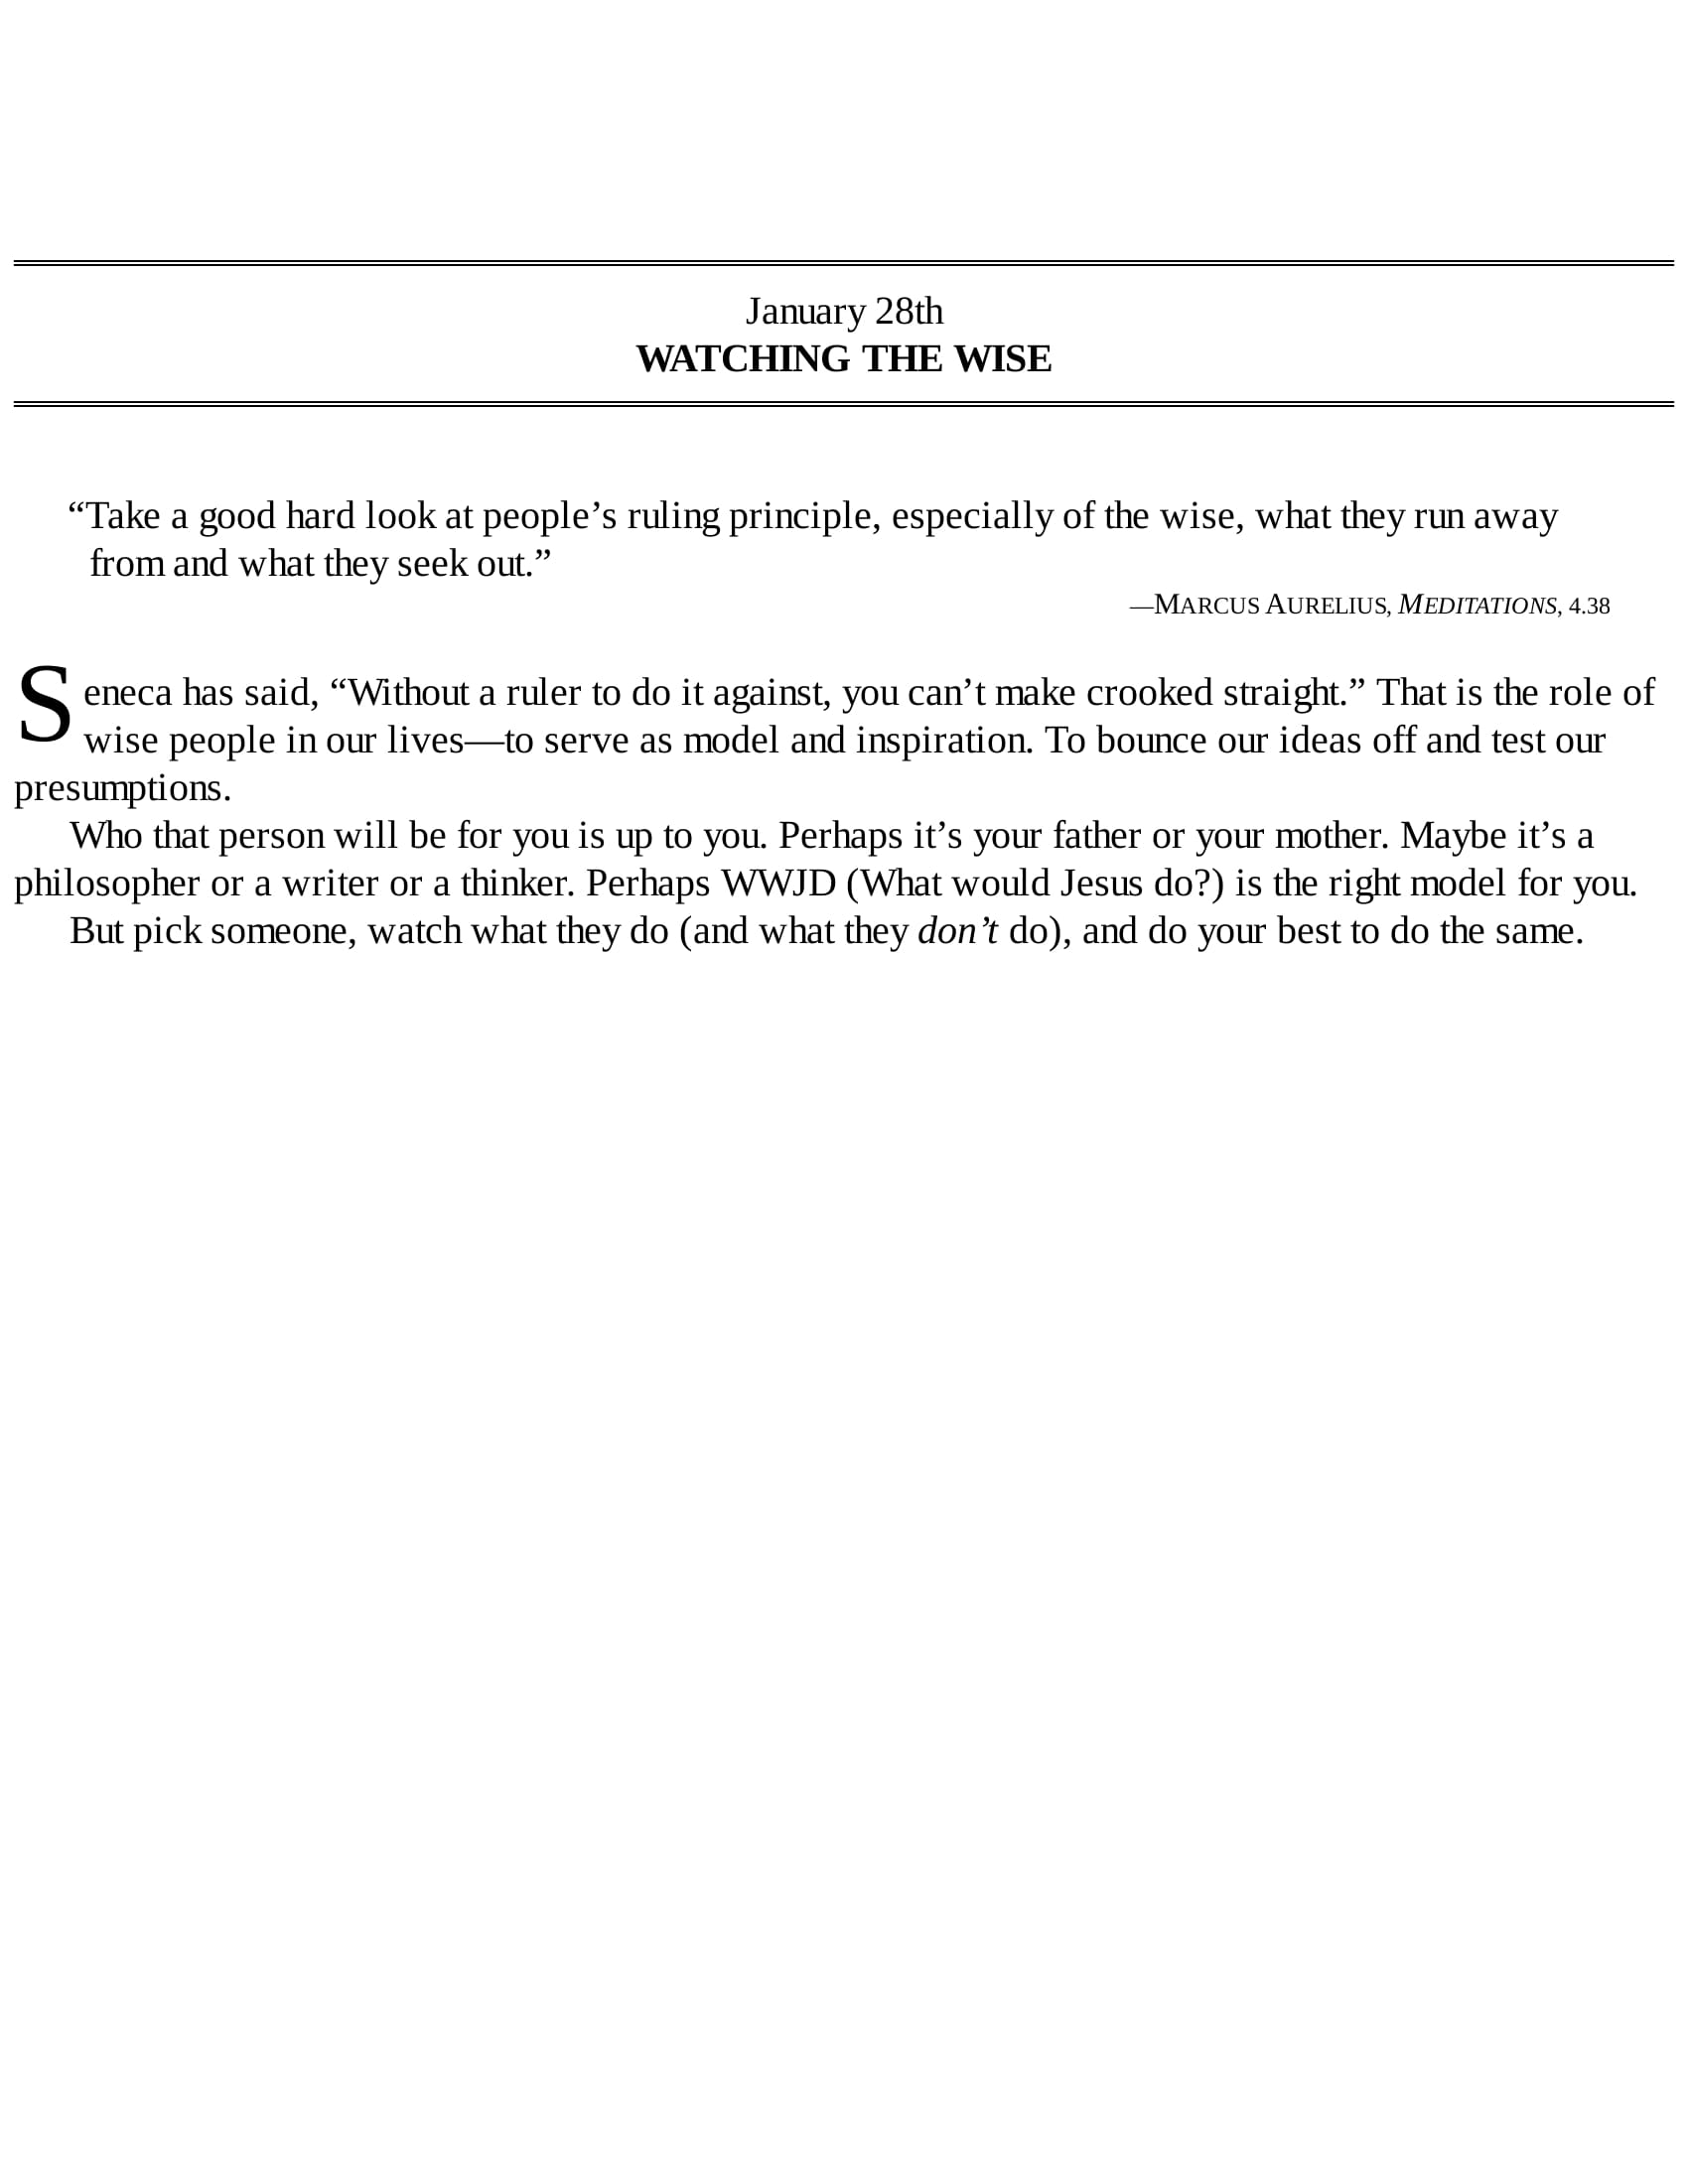 January 28th
WATCHING THE WISE
“Take a good hard look at people’s ruling principle, especially of the wise, what they run away
from and what they seek out.”
—MARCUS AURELIUS, MEDITATIONS, 4.38
Seneca has said, “Without a ruler to do it against, you can’t make crooked straight.” That is the role of
wise people in our lives—to serve as model and inspiration. To bounce our ideas off and test our
presumptions.
Who that person will be for you is up to you. Perhaps it’s your father or your mother. Maybe it’s a
philosopher or a writer or a thinker. Perhaps WWJD (What would Jesus do?) is the right model for you.
But pick someone, watch what they do (and what they don’t do), and do your best to do the same.